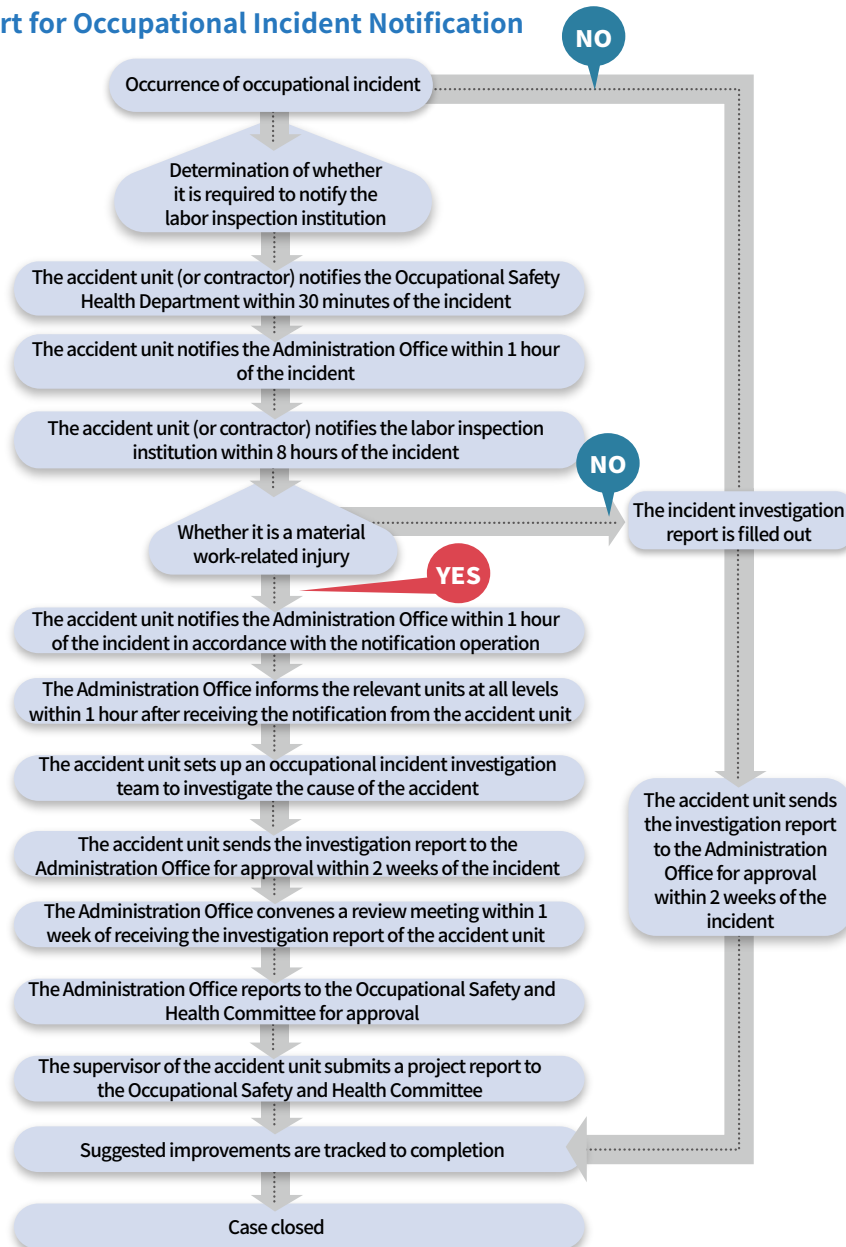 rt for Occupational Incident Notification
NO
Occurrence of occupational incident
Determination of whether
it is required to notify the
labor inspection institution
The accident unit (or contractor) notifies the Occupational Safety
Health Department within 30 minutes of the incident
The accident unit notifies the Administration Office within 1 hour
of the incident
The accident unit (or contractor) notifies the labor inspection
institution within 8 hours of the incident
NO
Whether it is a material
work-related injury
The incident investigation
report is filled out
YES
The accident unit notifies the Administration Office within 1 hour
of the incident in accordance with the notification operation
The Administration Office informs the relevant units at all levels
within 1 hour after receiving the notification from the accident unit
The accident unit sets up an occupational incident investigation
team to investigate the cause of the accident
The accident unit sends the investigation report to the
Administration Office for approval within 2 weeks of the incident
The Administration Office convenes a review meeting within 1
week of receiving the investigation report of the accident unit
The accident unit sends
the investigation report
to the Administration
Office for approval
within 2 weeks of the
incident
The Administration Office reports to the Occupational Safety and
Health Committee for approval
The supervisor of the accident unit submits a project report to
the Occupational Safety and Health Committee
Suggested improvements are tracked to completion
Case closed